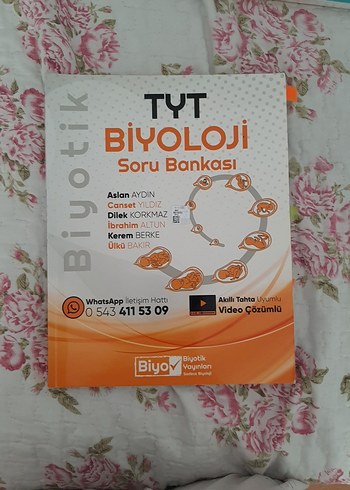 Biyotik
TYT
BİYOLOJİ
Soru Bankası
Aslan AYDIN
Canset YILDIZ
Dilek KORKMAZ
İbrahim ALTUN
Kerem BERKE
Ülkü BAKIR
WhatsApp İletişim Hattı
0 543 411 53 09
Akıllı Tahta Uyumlu
Video Çözümlü
Biyo
Biyotik
Yayınları